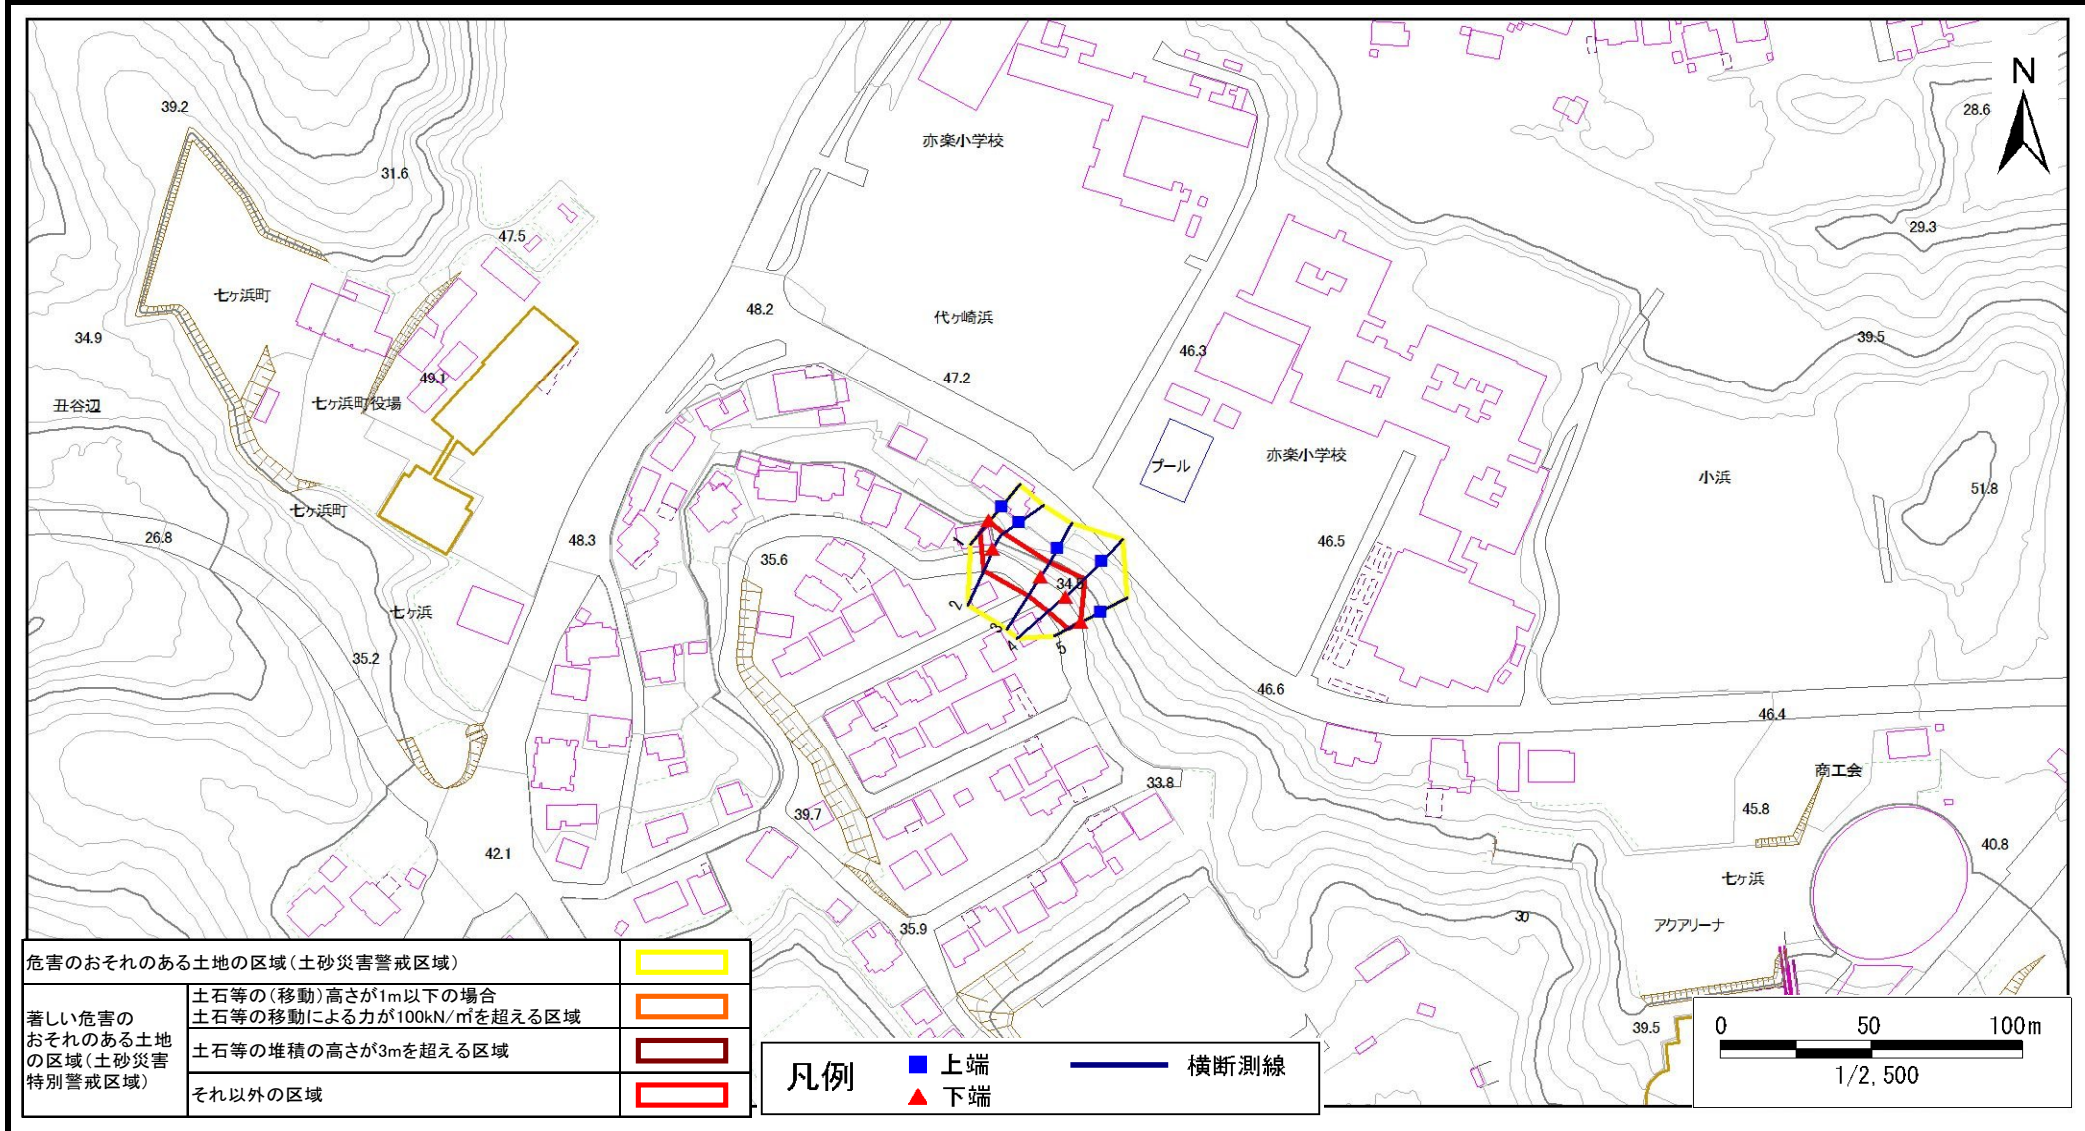 N
39.2
28.6
亦楽小学校
31.6
29.3
47.5
七ヶ浜町
48.2
代ヶ崎浜
34.9
39.5
46.3
47.2
49.1
丑谷辺
七ヶ浜町役場
亦楽小学校
プール
小浜
51.8
七ヶ浜町
26.8
48.3
46.5
1
35.6
34.5
2
七ヶ浜
3
4
5
35.2
46.6
46.4
商工会
33.8
45.8
39.7
40.8
42.1
七ヶ浜
30
アクアリーナ
35.9
39.5
危害のおそれのある土地の区域(土砂災害警戒区域)
著しい危害の
おそれのある土地
の区域(土砂災害
特別警戒区域)
土石等の(移動)高さが1m以下の場合
土石等の移動による力が100kN/㎡を超える区域
土石等の堆積の高さが3mを超える区域
それ以外の区域
凡例
上端
下端
横断測線
0 50 100m
1/2,500